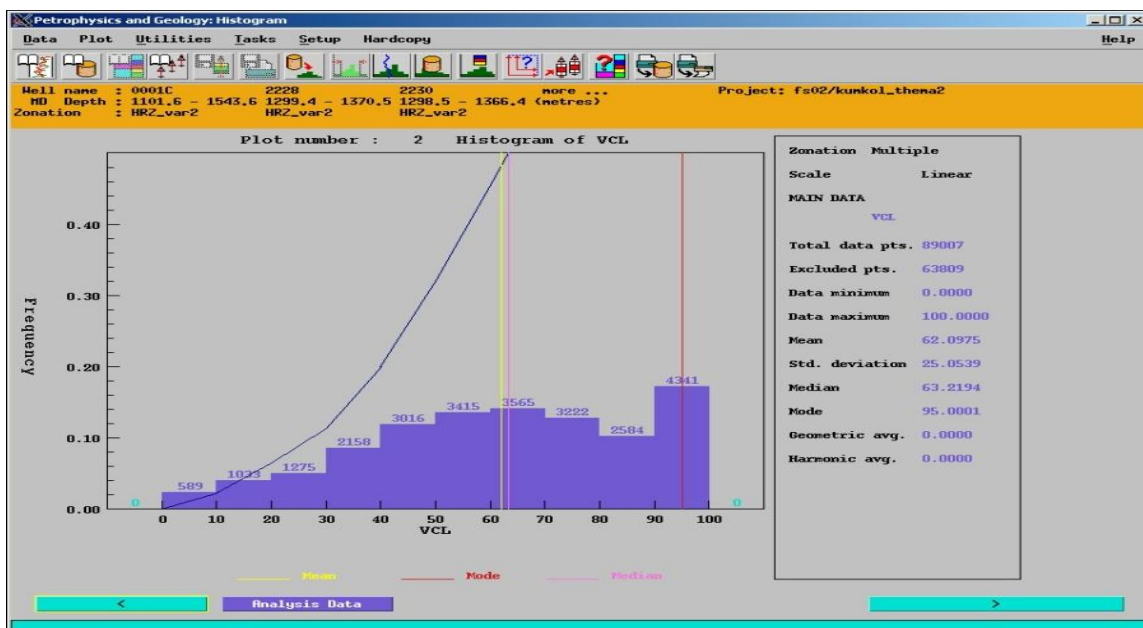 Petrophysics and Geology: Histogram
Data Plot Utilities Tasks Setup Hardcopy Help
Well name : 0001C 2228 2230 more ... Project: fs02/kumkol_thema2
MD Depth : 1101.6 - 1543.6 1299.4 - 1370.5 1298.5 - 1366.4 (metres)
Zonation : HRZ_var2 HRZ_var2 HRZ_var2
Plot number : 2 Histogram of VCL
Frequency
0.40
0.30
0.20
0.10
0.00
0 589 1033 1275 2158 3016 3415 3565 3222 2584 4341 0
0 10 20 30 40 50 60 70 80 90 100
VCL
Mean Mode Median
Zonation Multiple
Scale Linear
MAIN DATA
VCL
Total data pts. 89007
Excluded pts. 63809
Data minimum 0.0000
Data maximum 100.0000
Mean 62.0975
Std. deviation 25.0539
Median 63.2194
Mode 95.0001
Geometric avg. 0.0000
Harmonic avg. 0.0000
< Analysis Data >